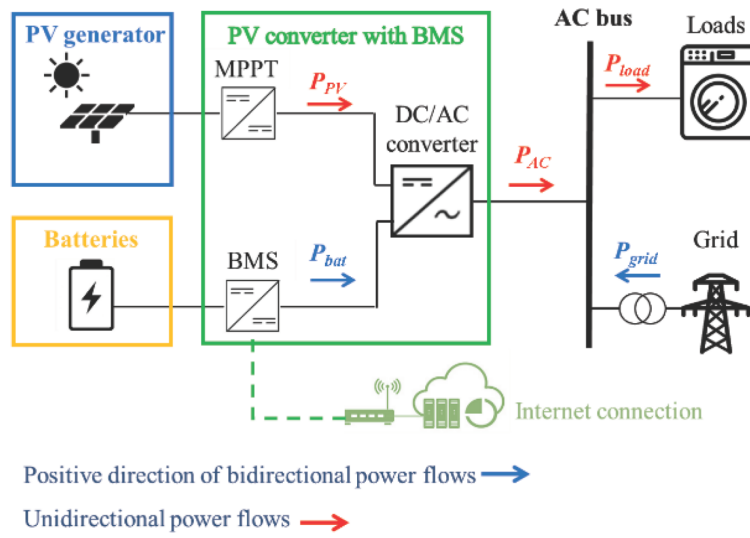 PV generator
PV converter with BMS
AC bus
Loads
MPPT
P_PV
P_load
DC/AC
converter
P_AC
Batteries
BMS
P_bat
Grid
P_grid
Internet connection
Positive direction of bidirectional power flows
Unidirectional power flows